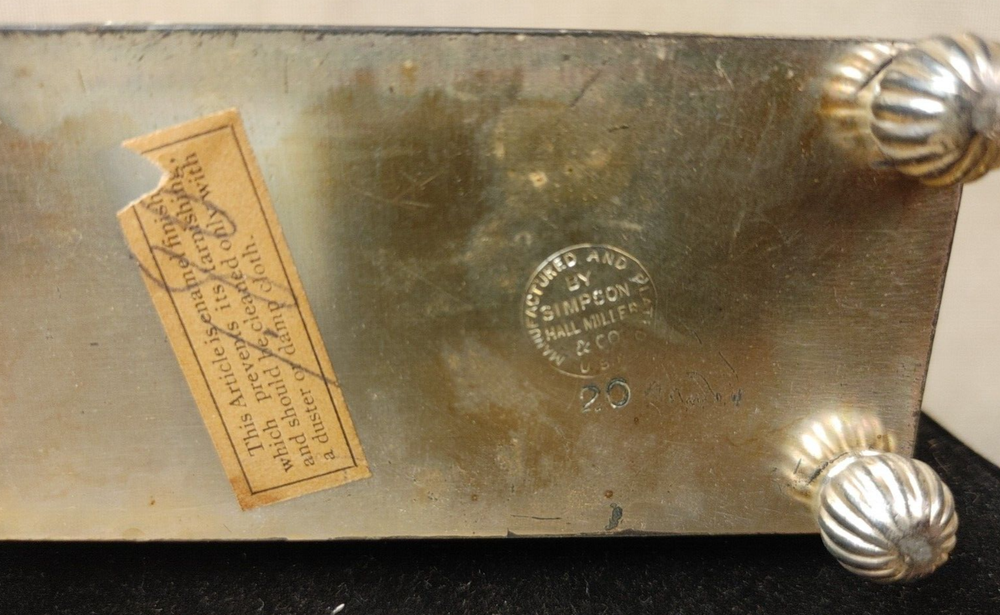 This Article is enamel finish,
which prevents its tarnishing,
and should be cleaned only with
a duster or damp cloth.
MANUFACTURED AND PLATED
BY
SIMPSON
HALL MILLER
& CO
20